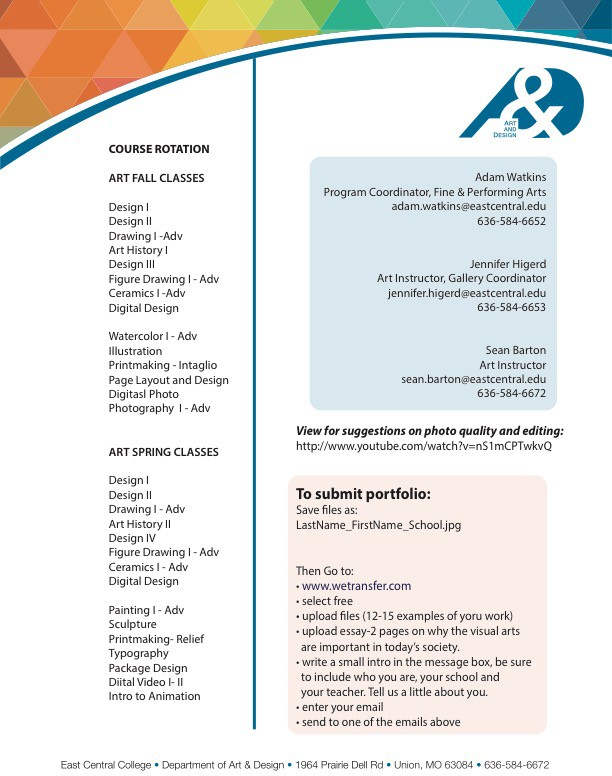 COURSE ROTATION
ART FALL CLASSES
Design I
Design II
Drawing I -Adv
Art History I
Design III
Figure Drawing I - Adv
Ceramics I -Adv
Digital Design
Watercolor I - Adv
Illustration
Printmaking - Intaglio
Page Layout and Design
Digitasl Photo
Photography  I - Adv
ART SPRING CLASSES
Design I
Design II
Drawing I - Adv
Art History II
Design IV
Figure Drawing I - Adv
Ceramics I - Adv
Digital Design
Painting I - Adv
Sculpture
Printmaking- Relief
Typography
Package Design
Diital Video I- II
Intro to Animation
A&D
ART
AND
DESIGN
Adam Watkins
Program Coordinator, Fine & Performing Arts
adam.watkins@eastcentral.edu
636-584-6652
Jennifer Higerd
Art Instructor, Gallery Coordinator
jennifer.higerd@eastcentral.edu
636-584-6653
Sean Barton
Art Instructor
sean.barton@eastcentral.edu
636-584-6672
View for suggestions on photo quality and editing:
http://www.youtube.com/watch?v=nS1mCPTwkvQ
To submit portfolio:
Save files as:
LastName_FirstName_School.jpg
Then Go to:
• www.wetransfer.com
• select free
• upload files (12-15 examples of yoru work)
• upload essay-2 pages on why the visual arts
are important in today's society.
• write a small intro in the message box, be sure
to include who you are, your school and
your teacher. Tell us a little about you.
• enter your email
• send to one of the emails above
East Central College • Department of Art & Design • 1964 Prairie Dell Rd • Union, MO 63084 • 636-584-6672